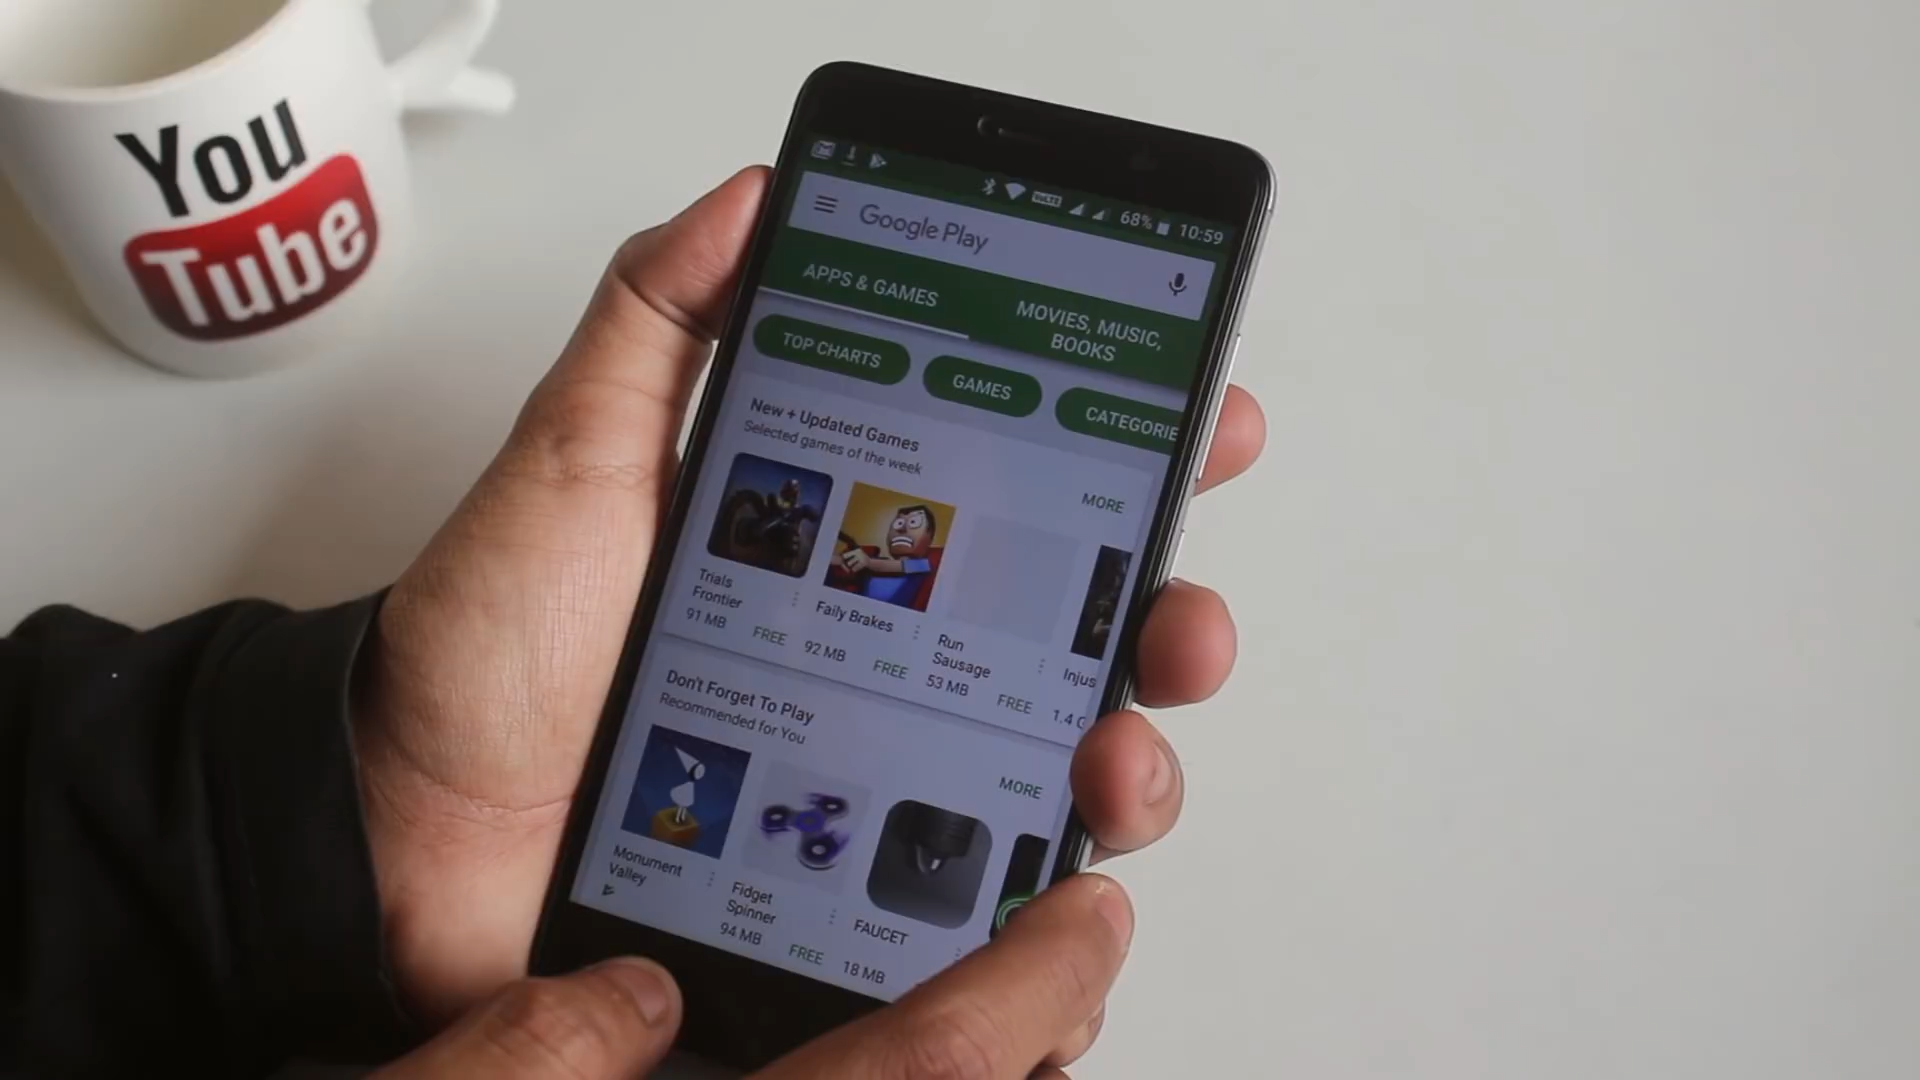 You
Tube
VoLTE
68%
10:59
Google Play
APPS & GAMES
MOVIES, MUSIC,
BOOKS
TOP CHARTS
GAMES
CATEGORIE
New + Updated Games
Selected games of the week
MORE
Trials
Frontier
91 MB
FREE
Faily Brakes
92 MB
FREE
Run
Sausage
53 MB
FREE
Injus
1.4 G
Don't Forget To Play
Recommended for You
MORE
Monument
Valley
Fidget
Spinner
94 MB
FREE
FAUCET
18 MB